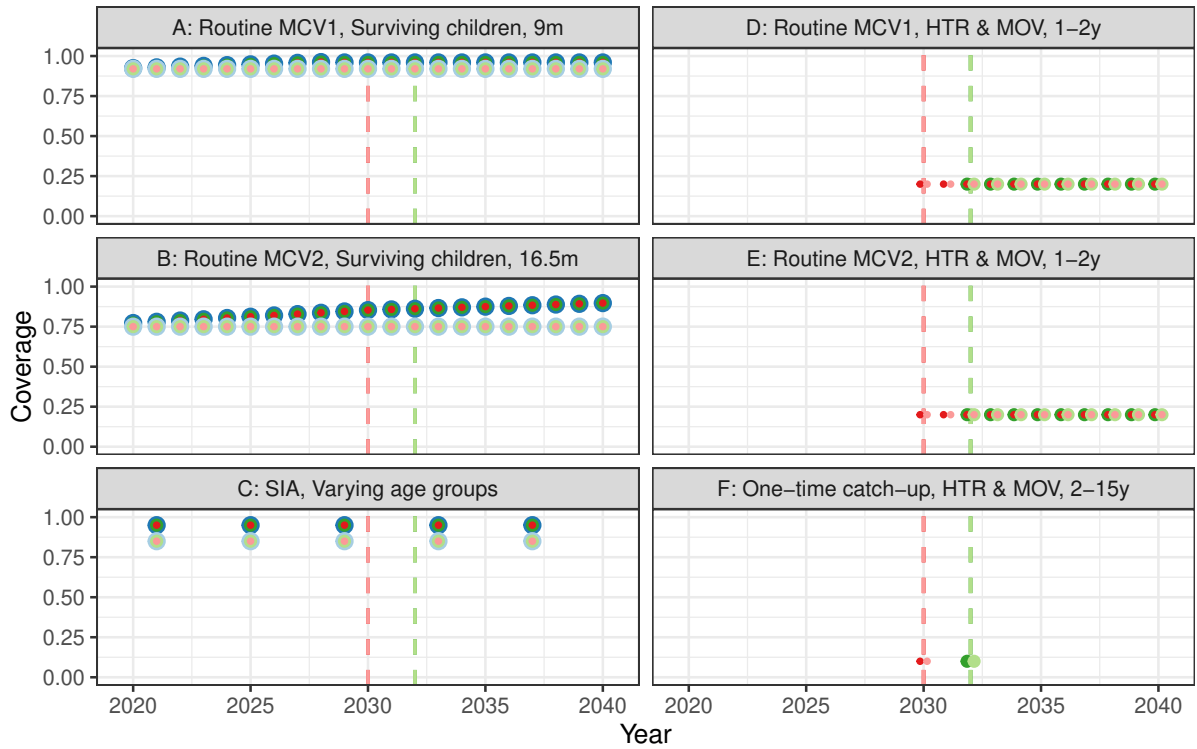 A: Routine MCV1, Surviving children, 9m
D: Routine MCV1, HTR & MOV, 1−2y
1.00
0.75
0.50
0.25
0.00
B: Routine MCV2, Surviving children, 16.5m
E: Routine MCV2, HTR & MOV, 1−2y
1.00
0.75
0.50
0.25
0.00
Coverage
C: SIA, Varying age groups
F: One−time catch−up, HTR & MOV, 2−15y
1.00
0.75
0.50
0.25
0.00
2020 2025 2030 2035 2040 2020 2025 2030 2035 2040
Year